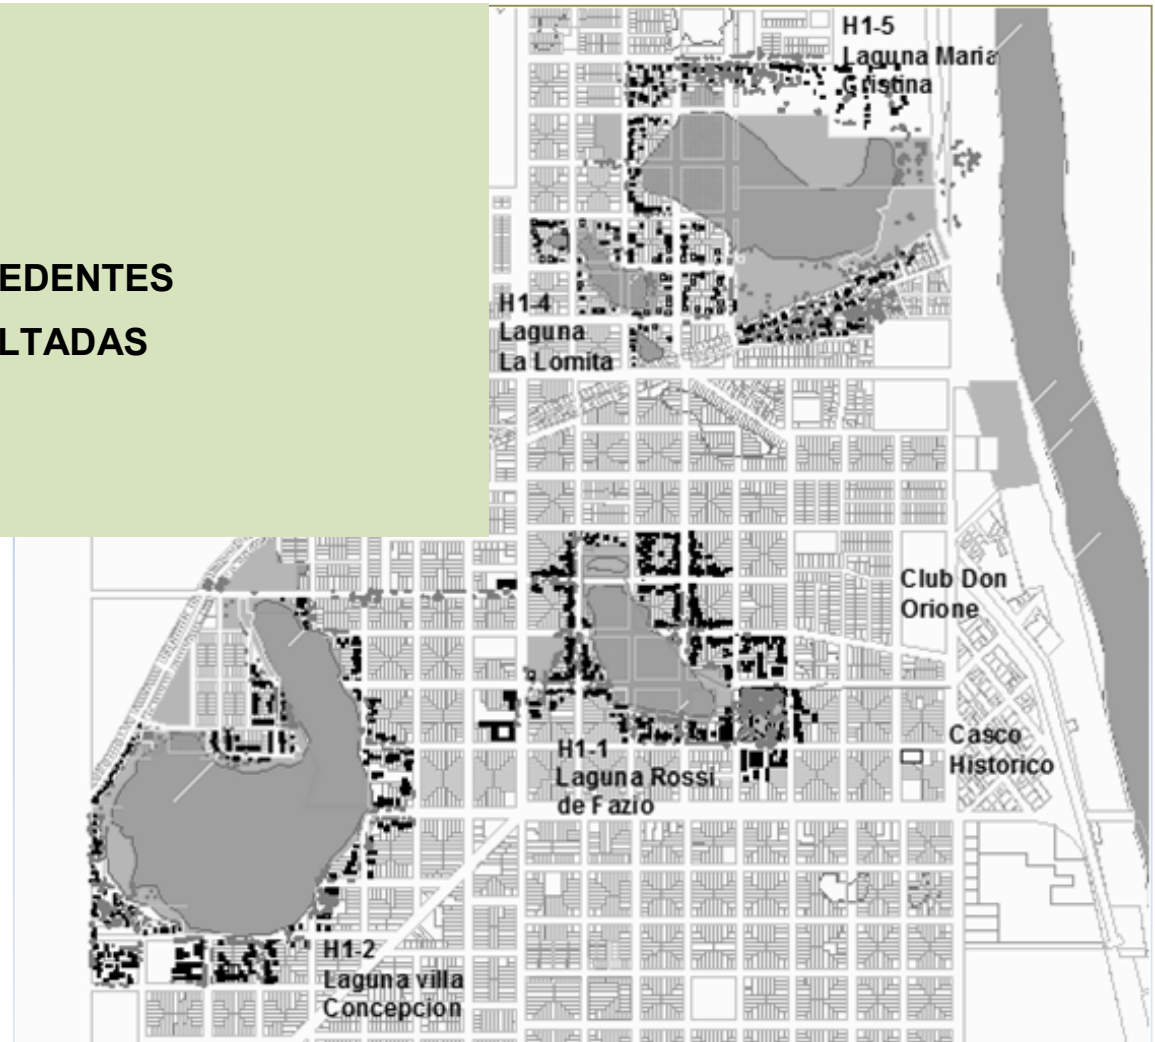 EDENTES
LTADAS
H1-5
Laguna Maria
Cristina
H1-4
Laguna
La Lomita
Club Don
Orione
Casco
Historico
H1-1
Laguna Rossi
de Fazio
H1-2
Laguna villa
Concepcion